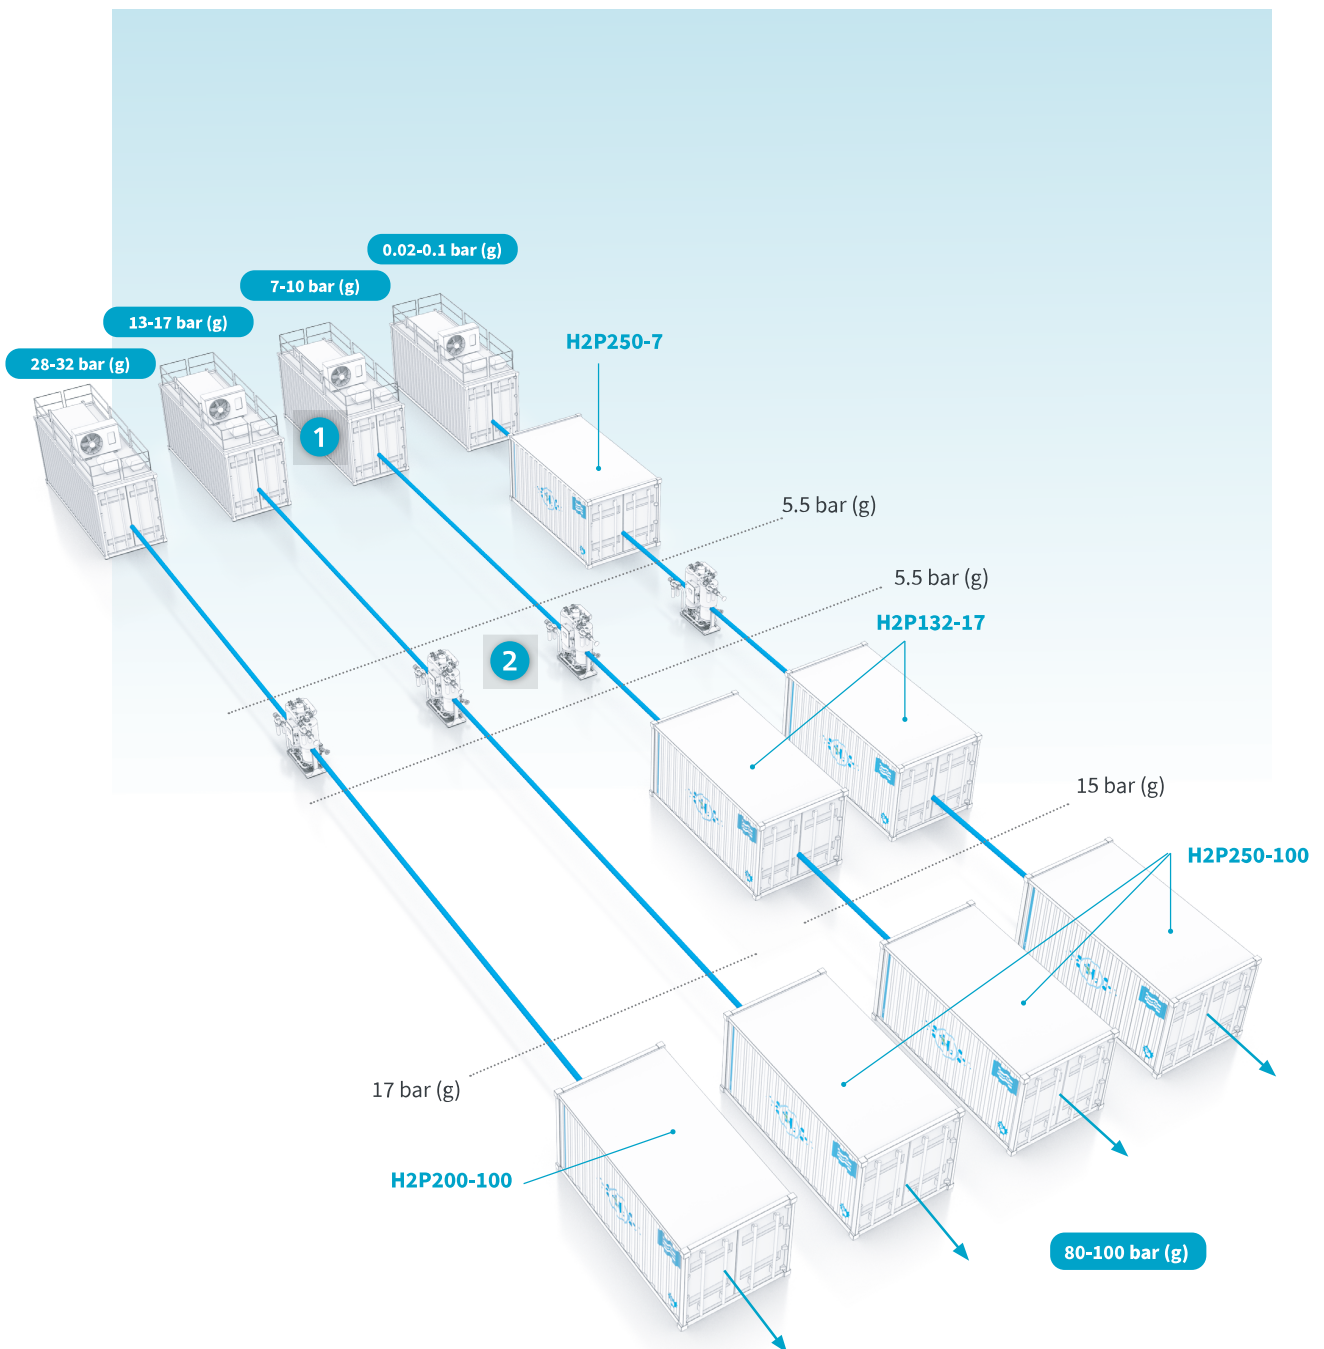 0.02-0.1 bar (g)
7-10 bar (g)
13-17 bar (g)
28-32 bar (g)
H2P250-7
1
5.5 bar (g)
5.5 bar (g)
H2P132-17
2
15 bar (g)
H2P250-100
17 bar (g)
H2P200-100
80-100 bar (g)